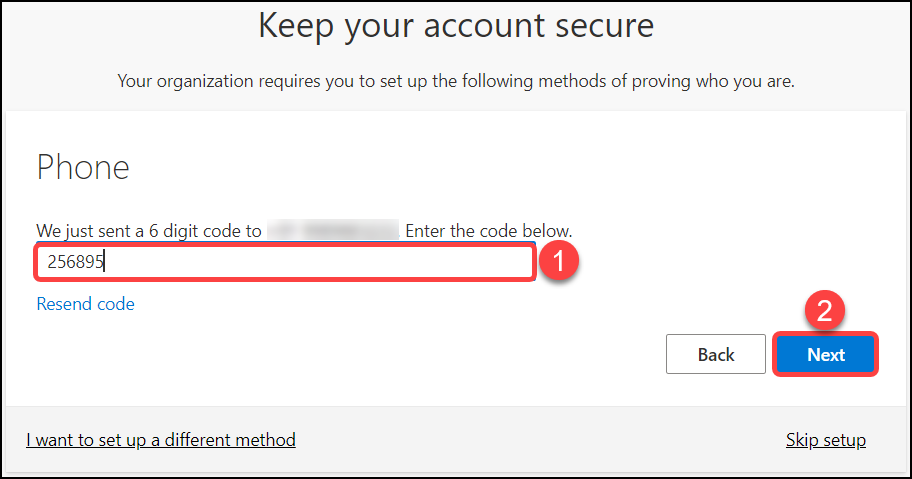 Keep your account secure
Your organization requires you to set up the following methods of proving who you are.
Phone
We just sent a 6 digit code to . Enter the code below.
256895
1
Resend code
2
Back
Next
I want to set up a different method
Skip setup